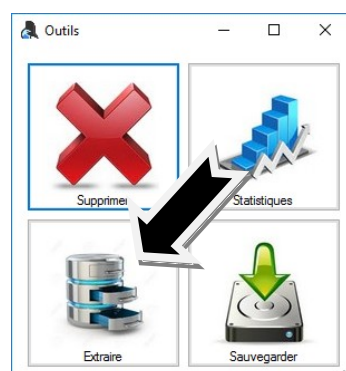 Outils
Supprimer
Statistiques
Extraire
Sauvegarder